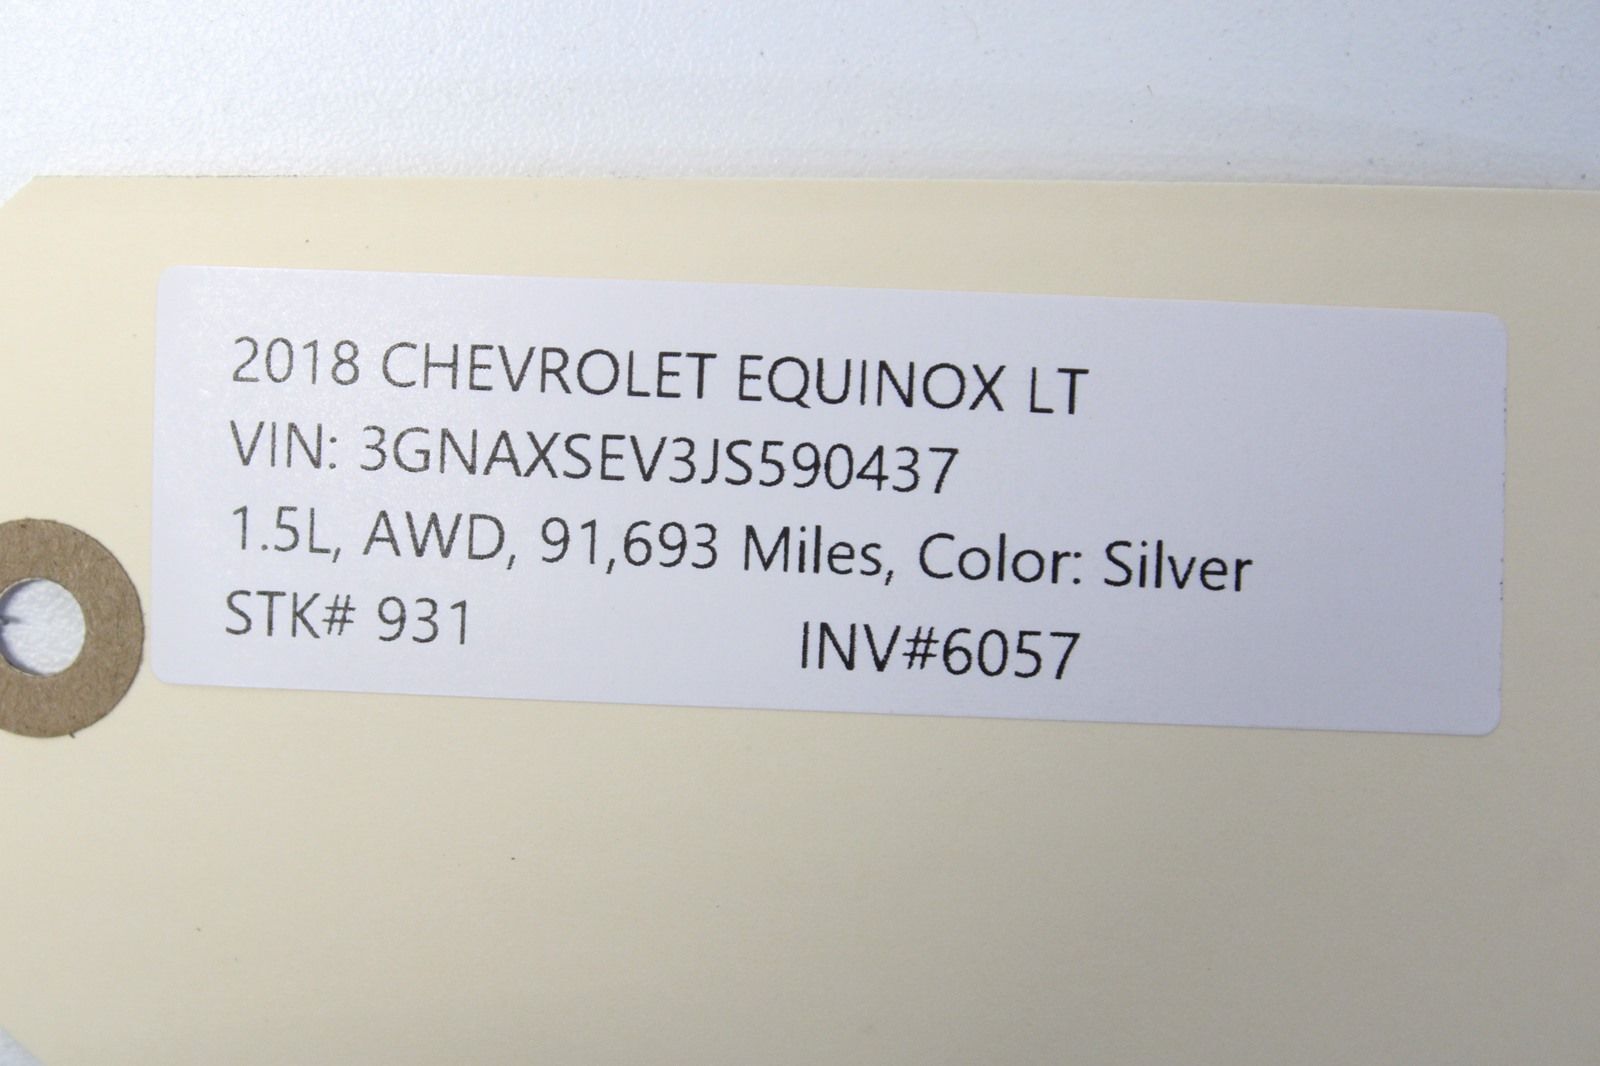 2018 CHEVROLET EQUINOX LT
VIN: 3GNAXSEV3JS590437
1.5L, AWD, 91,693 Miles, Color: Silver
STK# 931 INV#6057